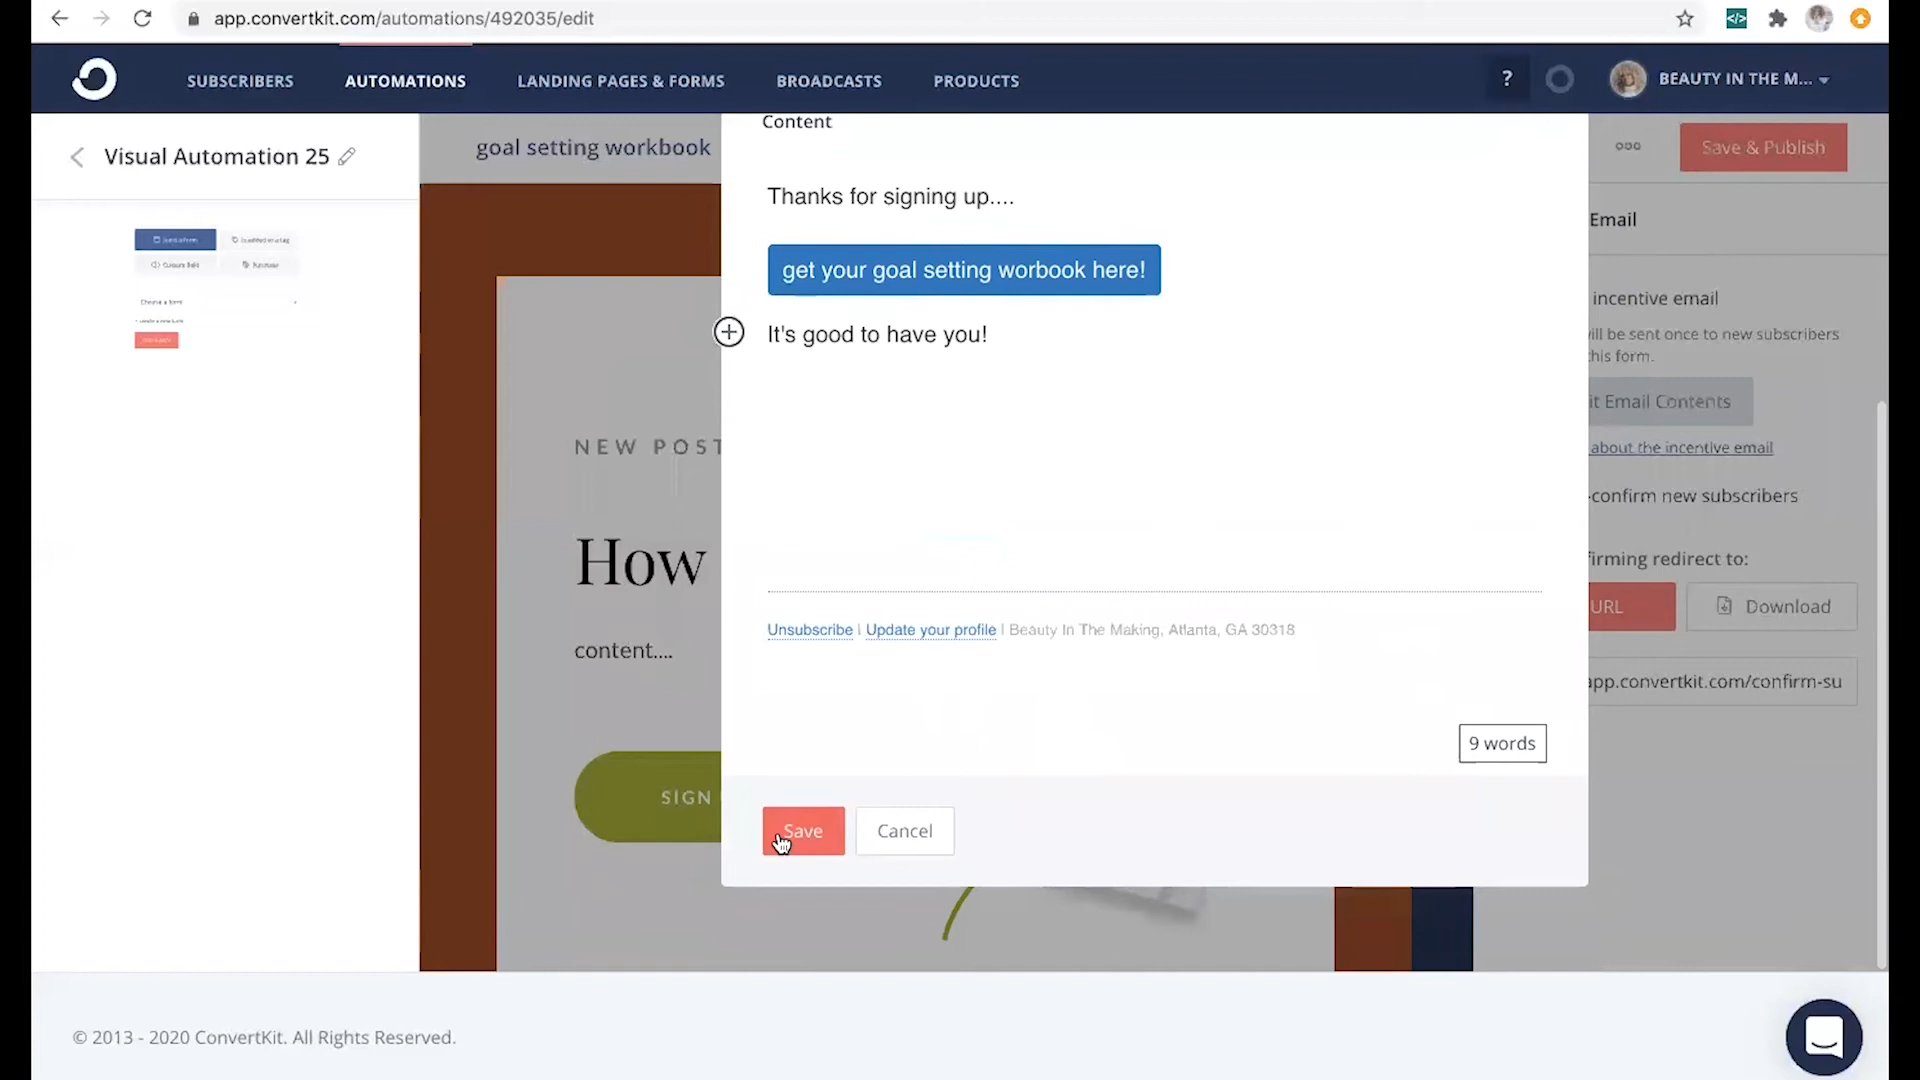 app.convertkit.com/automations/492035/edit
SUBSCRIBERS AUTOMATIONS LANDING PAGES & FORMS BROADCASTS PRODUCTS ? BEAUTY IN THE M...
Visual Automation 25
goal setting workbook
Save & Publish
Content
Thanks for signing up....
get your goal setting worbook here!
It's good to have you!
Email
incentive email
ill be sent once to new subscribers
his form.
it Email Contents
about the incentive email
-confirm new subscribers
firming redirect to:
URL Download
app.convertkit.com/confirm-su
Choose a form
NEW POST
How
content....
SIGN
Unsubscribe | Update your profile | Beauty In The Making, Atlanta, GA 30318
9 words
Save Cancel
© 2013 - 2020 ConvertKit. All Rights Reserved.